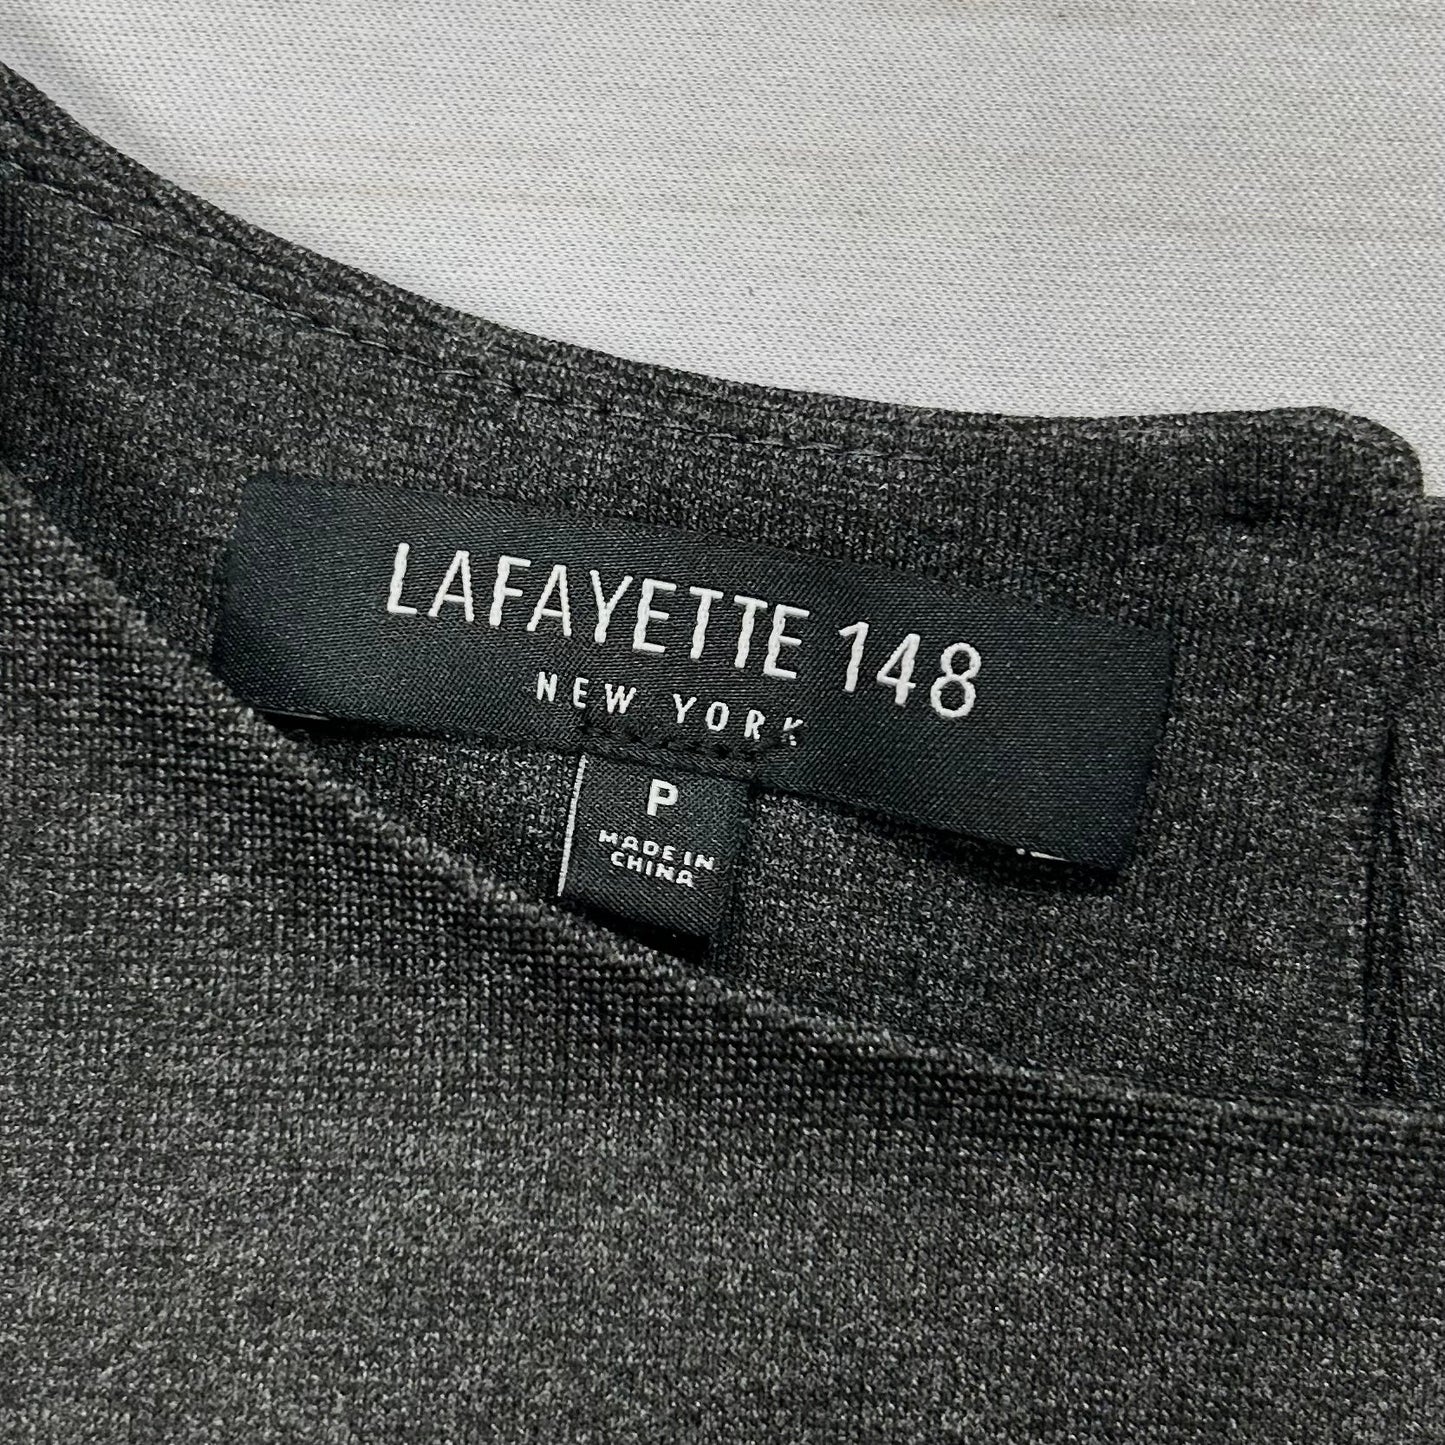 LAFAYETTE 148
NEW YORK
P
MADE IN
CHINA